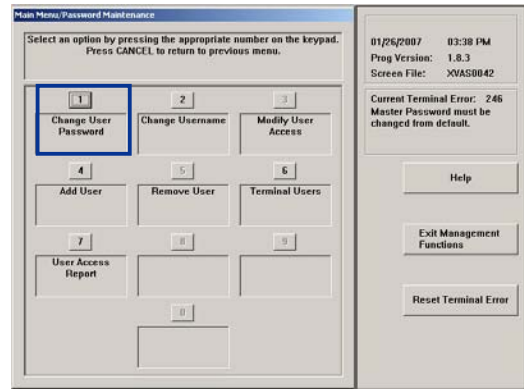 Main Menu/Password Maintenance
Select an option by pressing the appropriate number on the keypad.
Press CANCEL to return to previous menu.
1
Change User
Password
2
Change Username
3
Modify User
Access
4
Add User
5
Remove User
6
Terminal Users
7
User Access
Report
8
9
0
01/26/2007 03:38 PM
Prog Version: 1.8.3
Screen File: XVAS0042
Current Terminal Error: 246
Master Password must be
changed from default.
Help
Exit Management
Functions
Reset Terminal Error